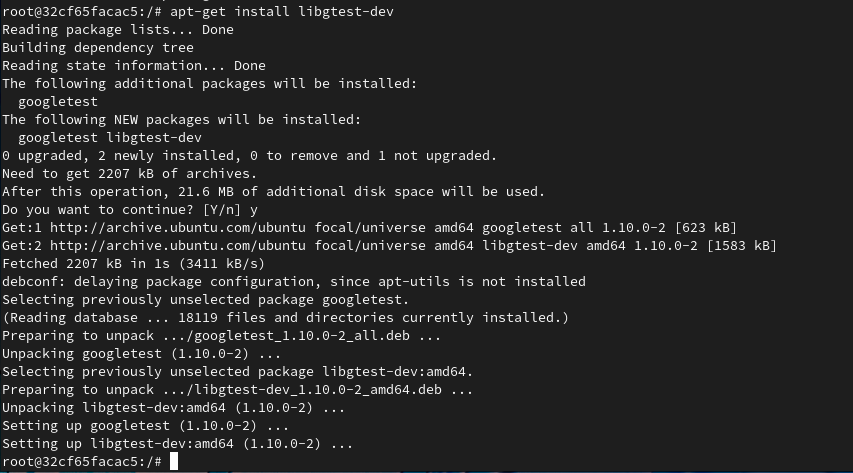 root@32cf65facac5:/# apt-get install libgtest-dev
Reading package lists... Done
Building dependency tree
Reading state information... Done
The following additional packages will be installed:
  googletest
The following NEW packages will be installed:
  googletest libgtest-dev
0 upgraded, 2 newly installed, 0 to remove and 1 not upgraded.
Need to get 2207 kB of archives.
After this operation, 21.6 MB of additional disk space will be used.
Do you want to continue? [Y/n] y
Get:1 http://archive.ubuntu.com/ubuntu focal/universe amd64 googletest all 1.10.0-2 [623 kB]
Get:2 http://archive.ubuntu.com/ubuntu focal/universe amd64 libgtest-dev amd64 1.10.0-2 [1583 kB]
Fetched 2207 kB in 1s (3411 kB/s)
debconf: delaying package configuration, since apt-utils is not installed
Selecting previously unselected package googletest.
(Reading database ... 18119 files and directories currently installed.)
Preparing to unpack .../googletest_1.10.0-2_all.deb ...
Unpacking googletest (1.10.0-2) ...
Selecting previously unselected package libgtest-dev:amd64.
Preparing to unpack .../libgtest-dev_1.10.0-2_amd64.deb ...
Unpacking libgtest-dev:amd64 (1.10.0-2) ...
Setting up googletest (1.10.0-2) ...
Setting up libgtest-dev:amd64 (1.10.0-2) ...
root@32cf65facac5:/#